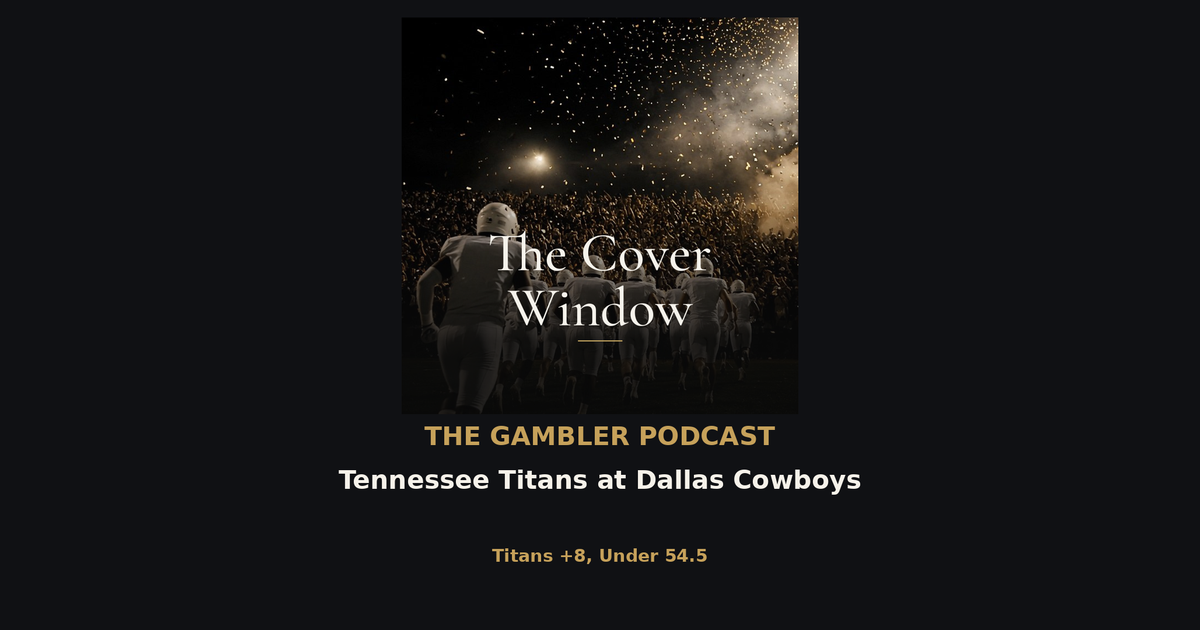 The Cover
Window
THE GAMBLER PODCAST
Tennessee Titans at Dallas Cowboys
Titans +8, Under 54.5